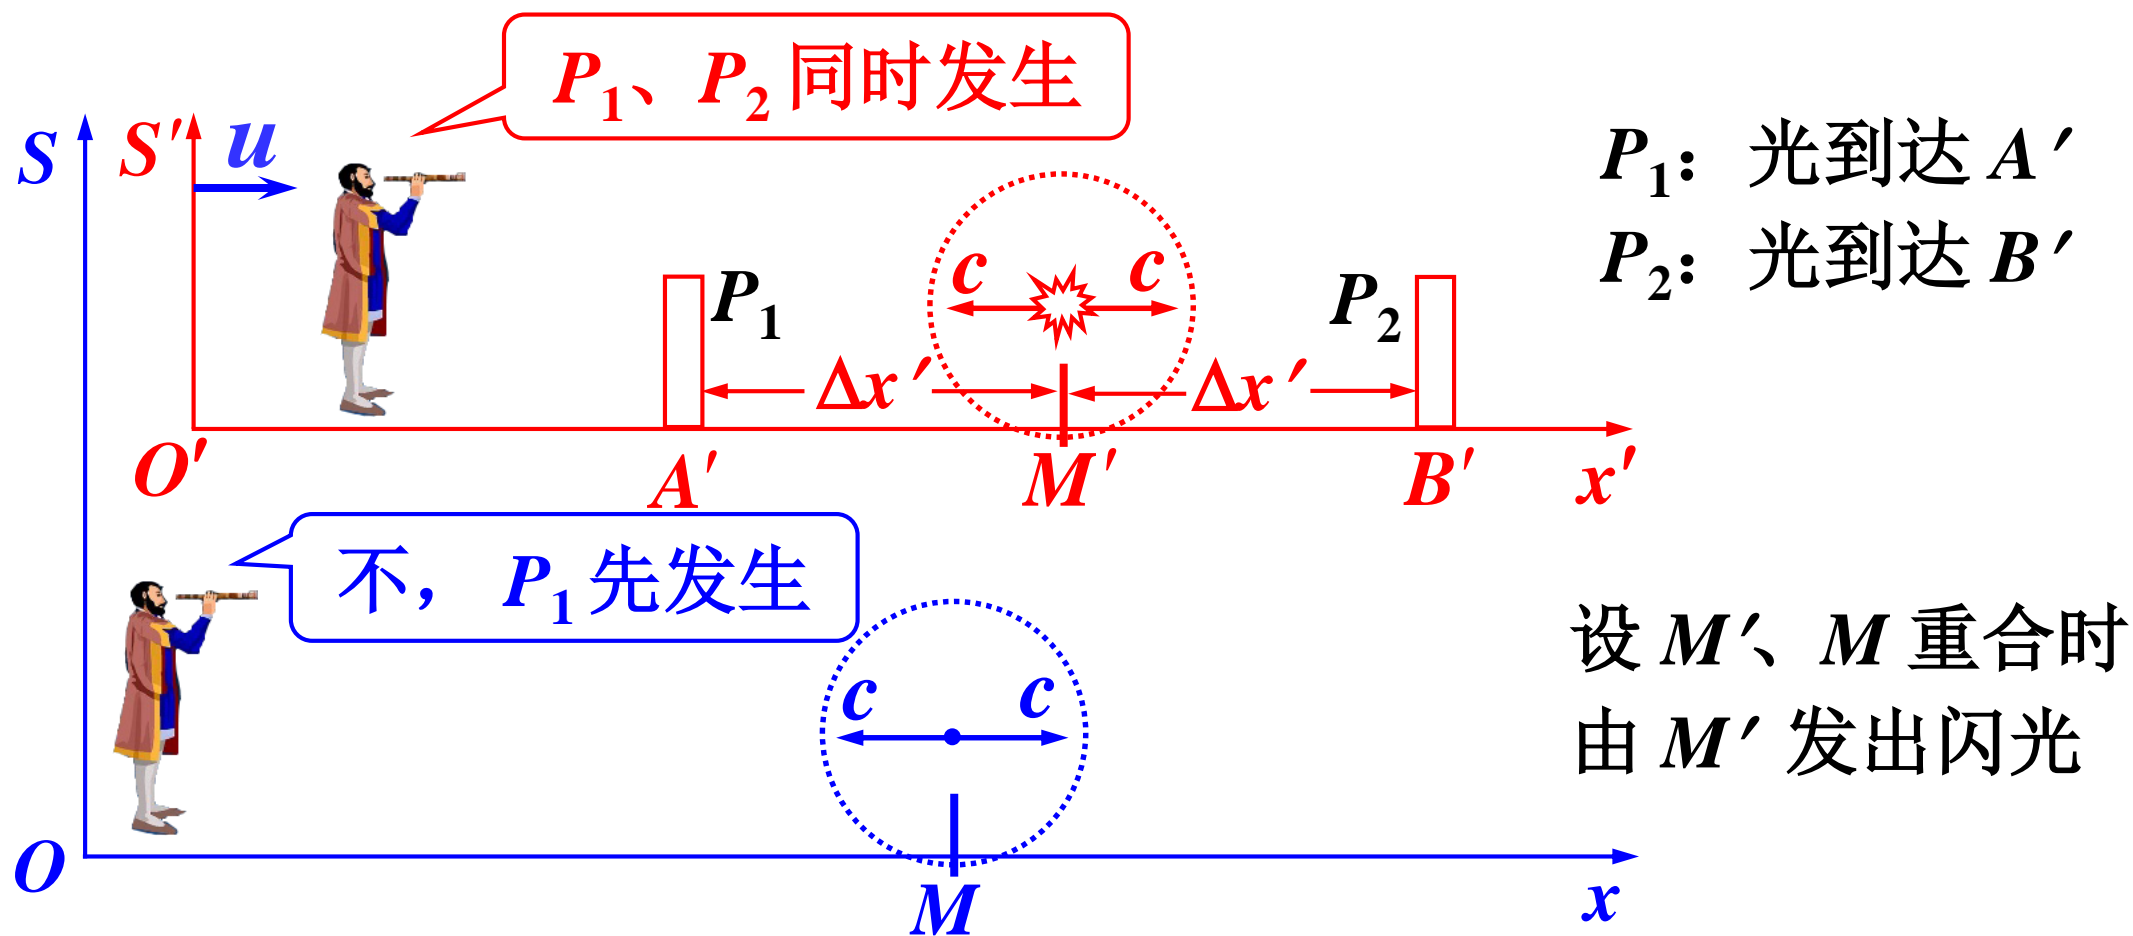 P₁、P₂ 同时发生
S S′ u
P₁：光到达 A′
P₂：光到达 B′
c c
P₁ P₂
Δx′ Δx′
O′ A′ M′ B′ x′
不，P₁ 先发生
设 M′、M 重合时
由 M′ 发出闪光
c c
O M x